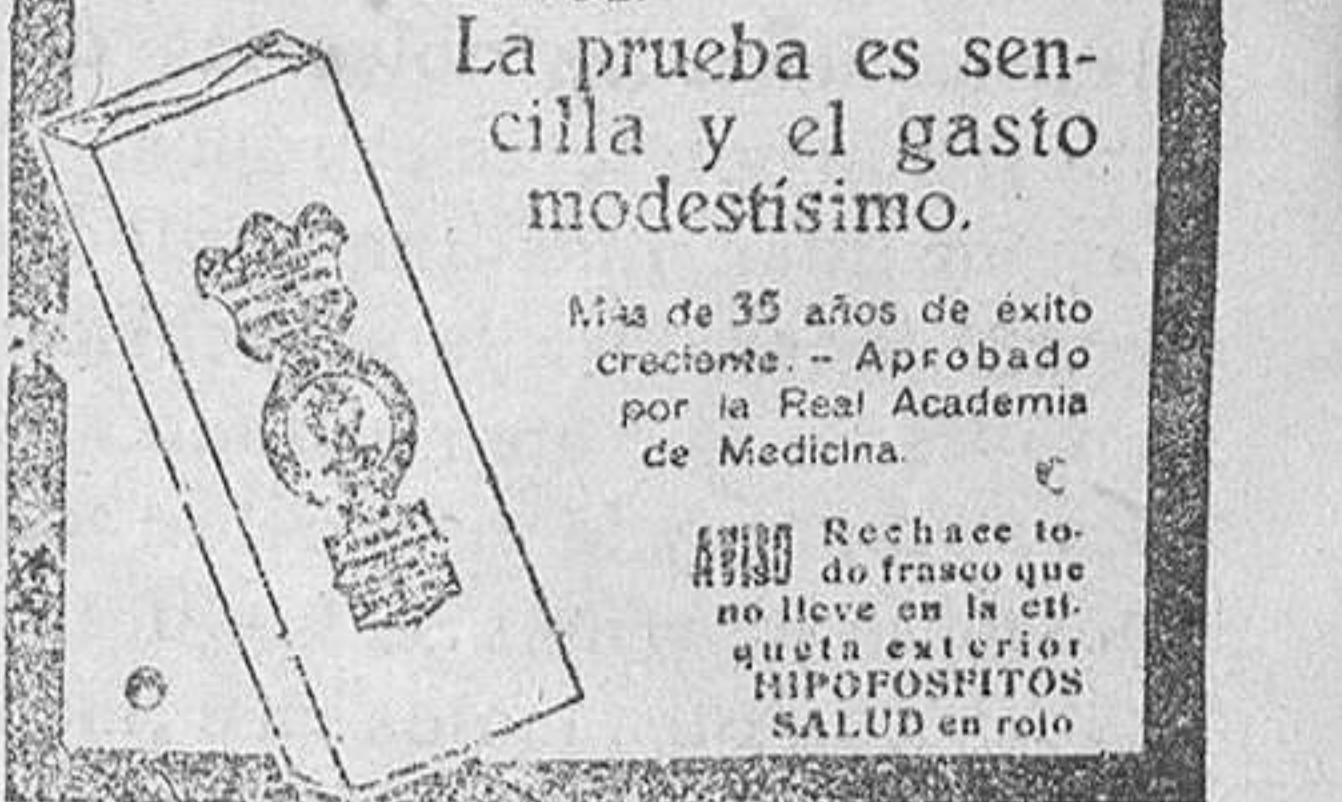 La prueba es sen-
cilla y el gasto
modestísimo.
Más de 35 años de éxito
creciente. - Aprobado
por la Real Academia
de Medicina.
AVISO Rechace to-
do frasco que
no lleve en la eti-
queta exterior
HIPOFOSFITOS
SALUD en rojo